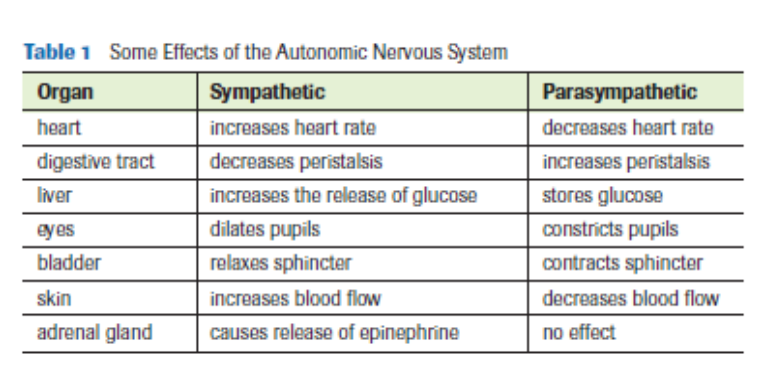 Table 1 Some Effects of the Autonomic Nervous System
Organ Sympathetic Parasympathetic
heart increases heart rate decreases heart rate
digestive tract decreases peristalsis increases peristalsis
liver increases the release of glucose stores glucose
eyes dilates pupils constricts pupils
bladder relaxes sphincter contracts sphincter
skin increases blood flow decreases blood flow
adrenal gland causes release of epinephrine no effect